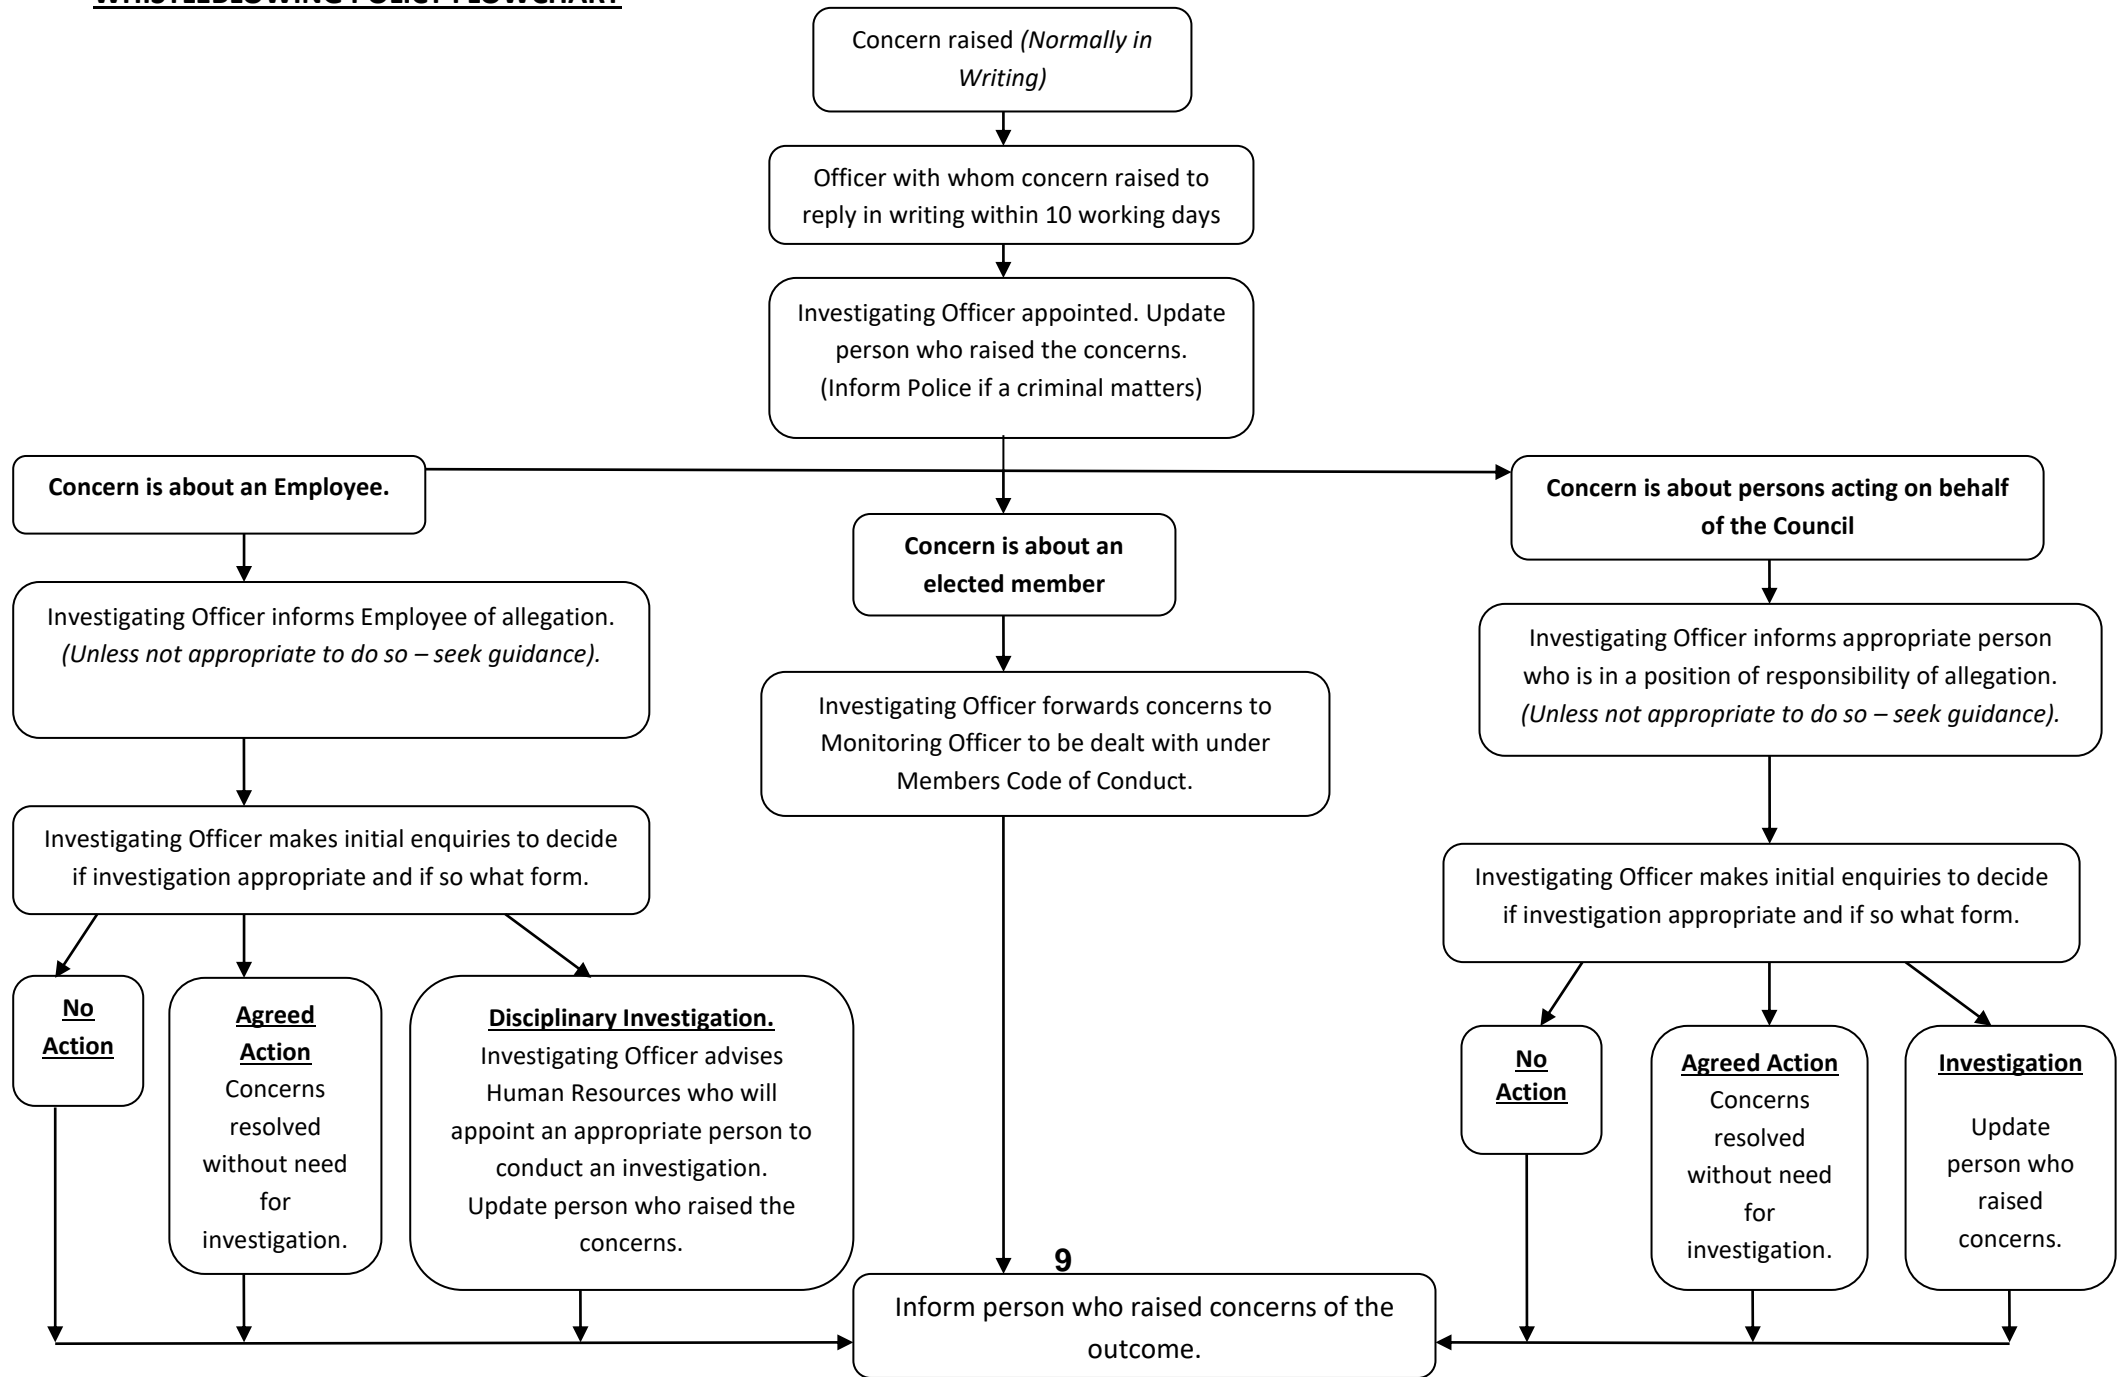 WHISTLEBLOWING POLICY FLOWCHART
Concern raised (Normally in
Writing)
Officer with whom concern raised to
reply in writing within 10 working days
Investigating Officer appointed. Update
person who raised the concerns.
(Inform Police if a criminal matters)
Concern is about an Employee.
Investigating Officer informs Employee of allegation.
(Unless not appropriate to do so – seek guidance).
Investigating Officer makes initial enquiries to decide
if investigation appropriate and if so what form.
No
Action
Agreed
Action
Concerns
resolved
without need
for
investigation.
Disciplinary Investigation.
Investigating Officer advises
Human Resources who will
appoint an appropriate person to
conduct an investigation.
Update person who raised the
concerns.
Concern is about an
elected member
Investigating Officer forwards concerns to
Monitoring Officer to be dealt with under
Members Code of Conduct.
Concern is about persons acting on behalf
of the Council
Investigating Officer informs appropriate person
who is in a position of responsibility of allegation.
(Unless not appropriate to do so – seek guidance).
Investigating Officer makes initial enquiries to decide
if investigation appropriate and if so what form.
No
Action
Agreed Action
Concerns
resolved
without need
for
investigation.
Investigation
Update
person who
raised
concerns.
9
Inform person who raised concerns of the
outcome.